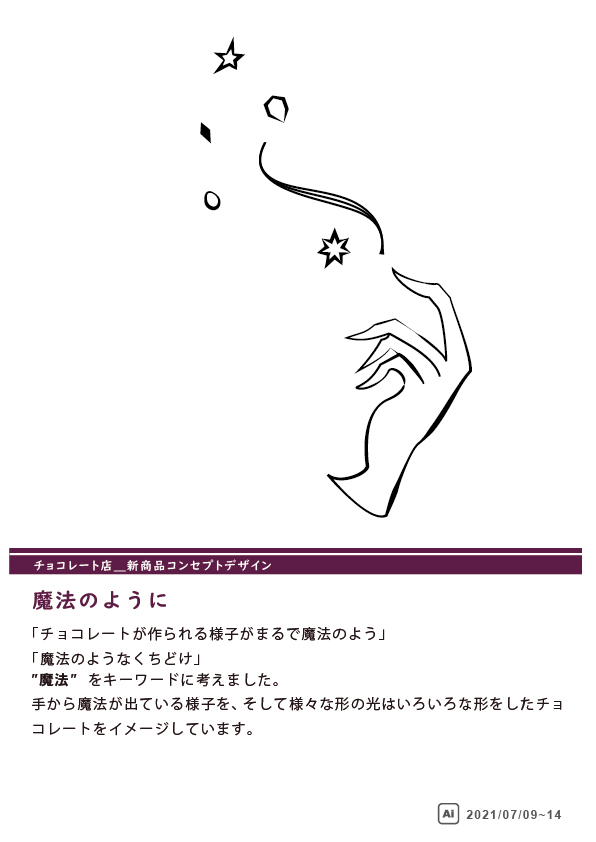 チョコレート店__新商品コンセプトデザイン
魔法のように
「チョコレートが作られる様子がまるで魔法のよう」
「魔法のようなくちどけ」
”魔法” をキーワードに考えました。
手から魔法が出ている様子を、そして様々な形の光はいろいろな形をしたチョ
コレートをイメージしています。
Ai 2021/07/09~14